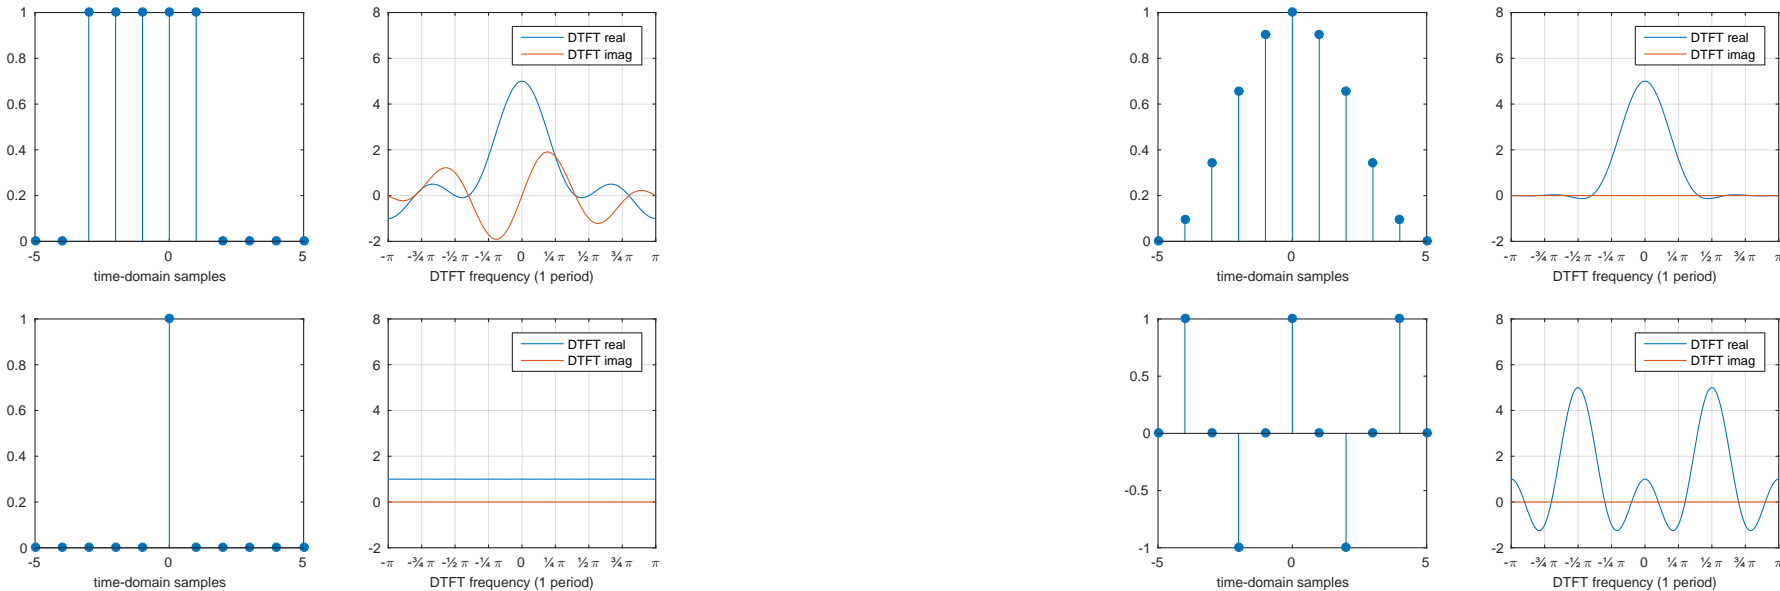 1
0.8
0.6
0.4
0.2
0
-5 0 5
time-domain samples
8
6
4
2
0
-2
-π -¾ π -½ π -¼ π 0 ¼ π ½ π ¾ π π
DTFT frequency (1 period)
DTFT real
DTFT imag
1
0.8
0.6
0.4
0.2
0
-5 0 5
time-domain samples
8
6
4
2
0
-2
-π -¾ π -½ π -¼ π 0 ¼ π ½ π ¾ π π
DTFT frequency (1 period)
DTFT real
DTFT imag
1
0.8
0.6
0.4
0.2
0
-5 0 5
time-domain samples
8
6
4
2
0
-2
-π -¾ π -½ π -¼ π 0 ¼ π ½ π ¾ π π
DTFT frequency (1 period)
DTFT real
DTFT imag
1
0.5
0
-0.5
-1
-5 0 5
time-domain samples
8
6
4
2
0
-2
-π -¾ π -½ π -¼ π 0 ¼ π ½ π ¾ π π
DTFT frequency (1 period)
DTFT real
DTFT imag